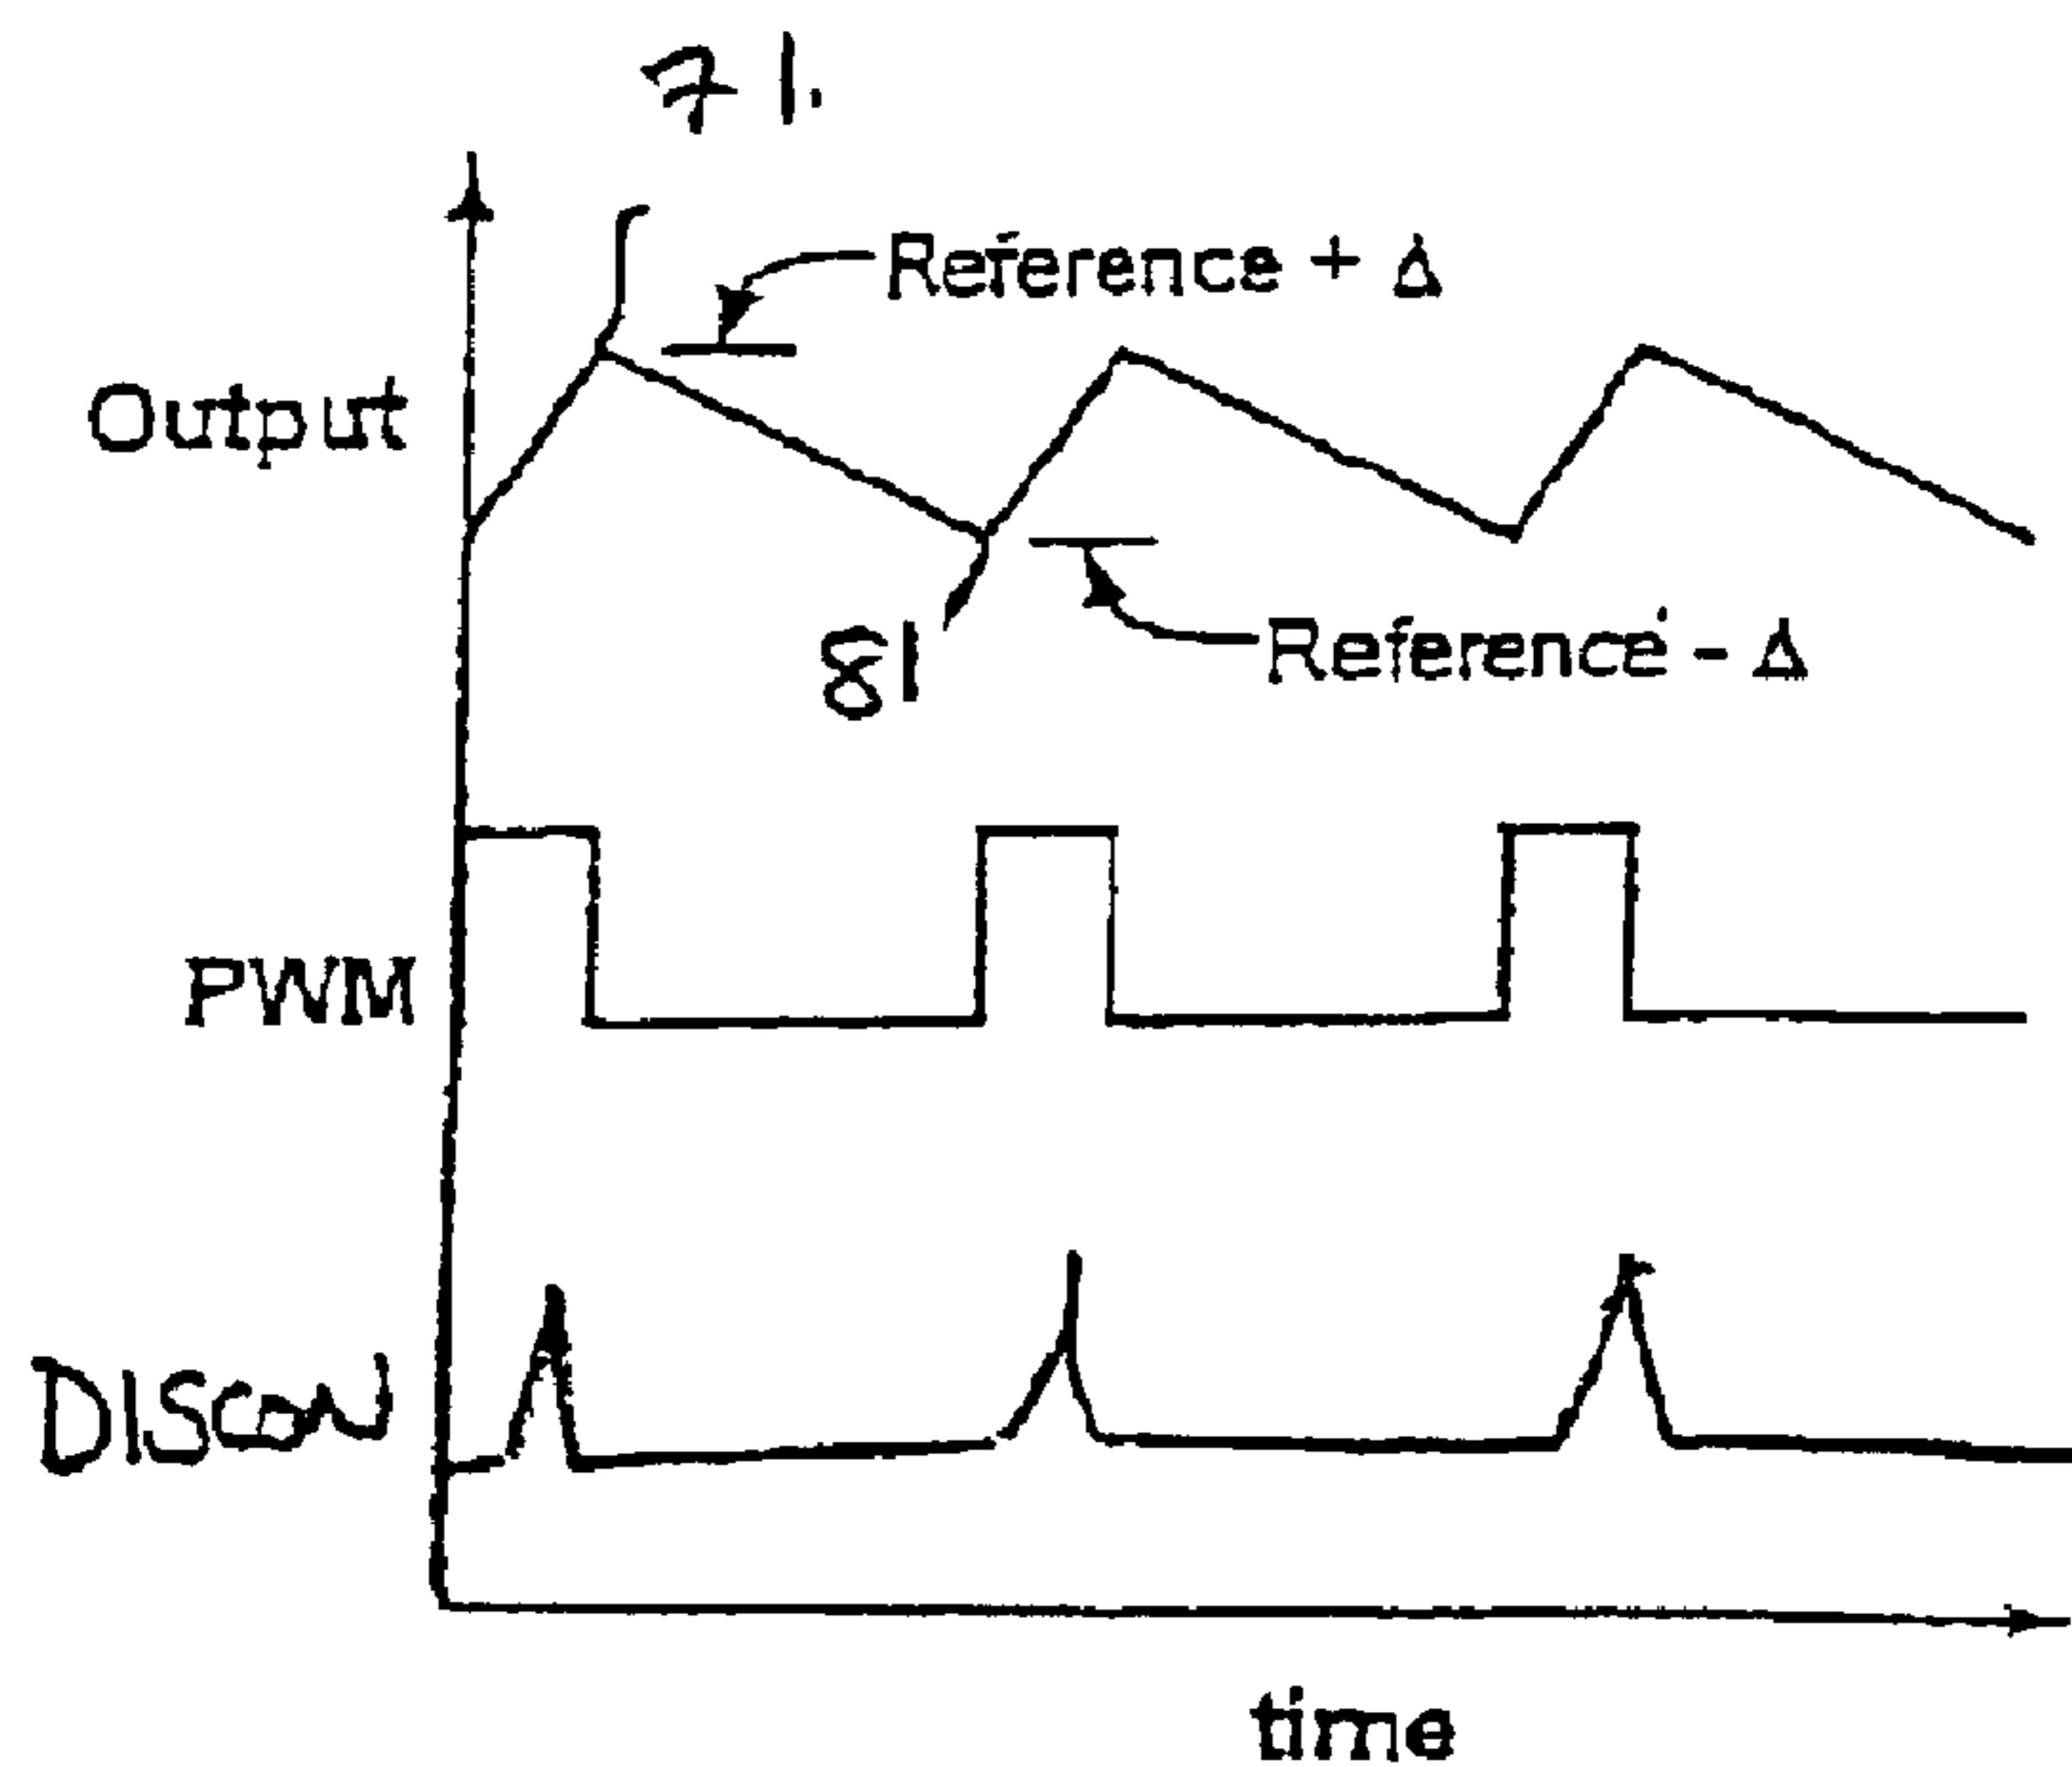 71.
Reference + Δ
Output
81
Reference - Δ
PWM
DISCON
time